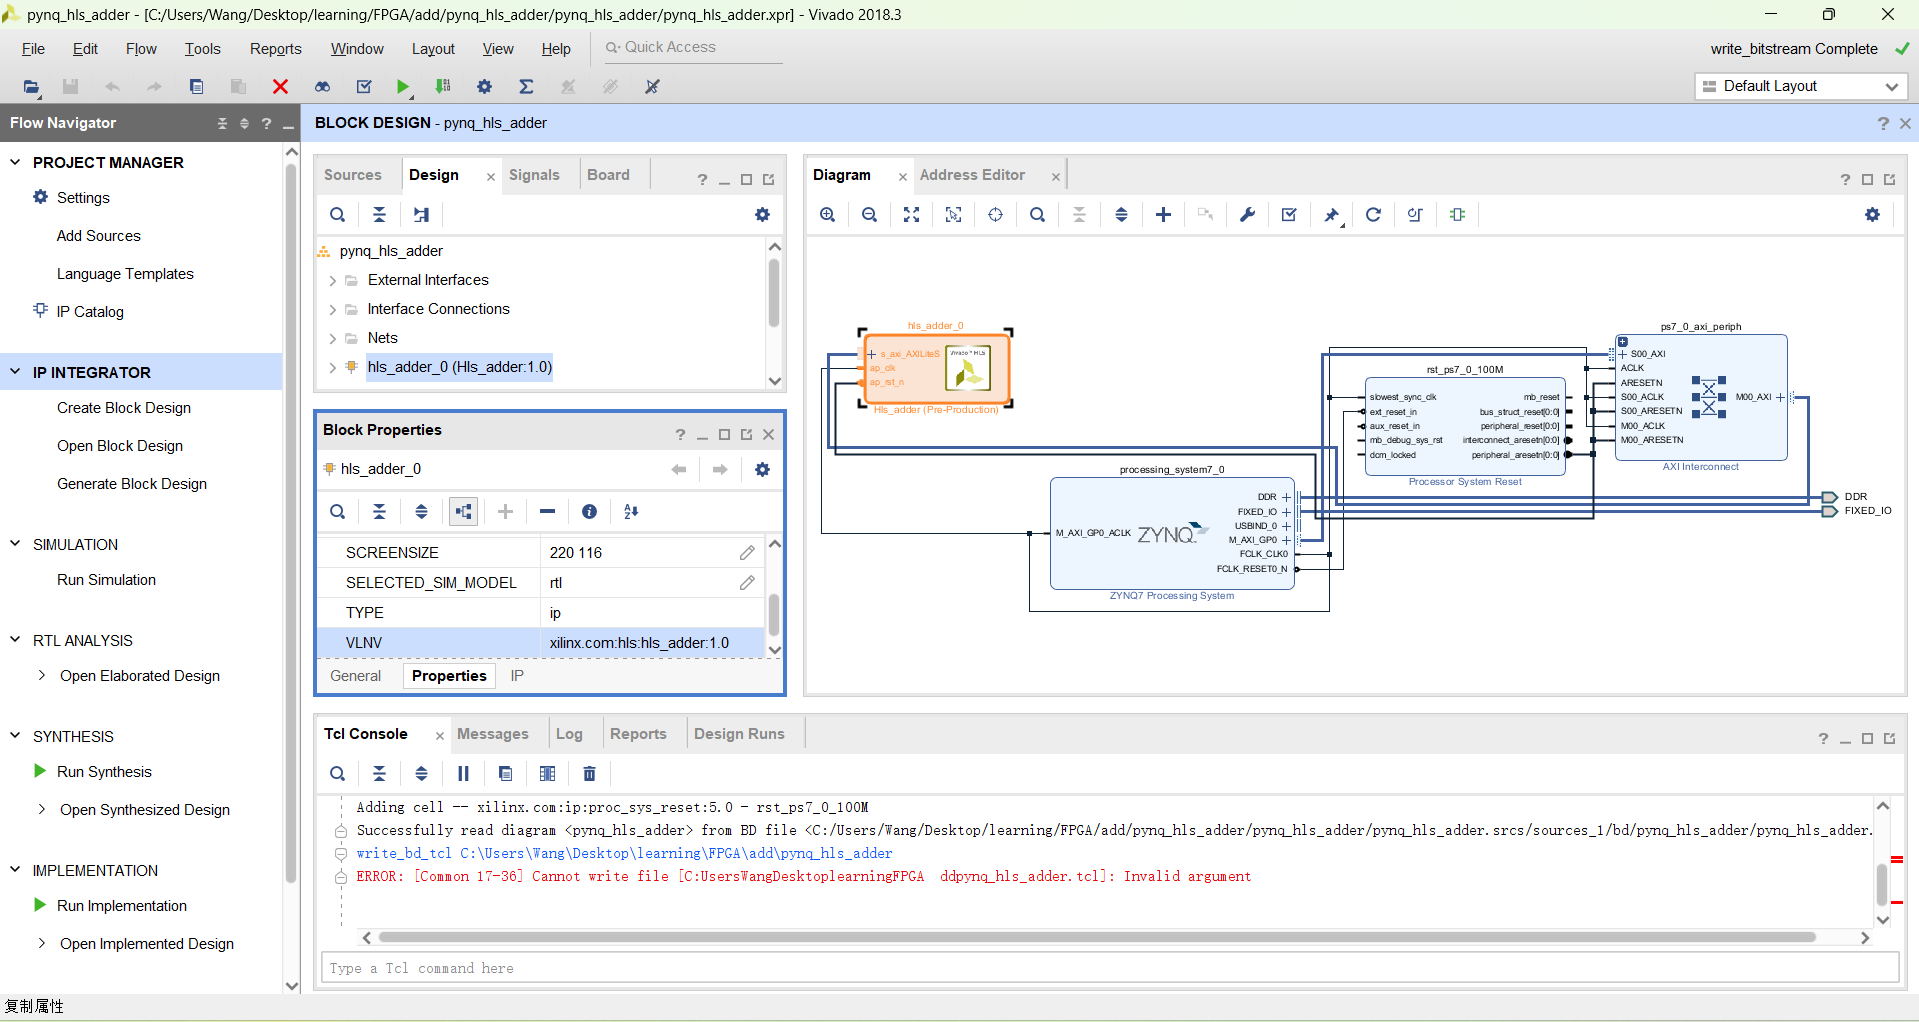 pynq_hls_adder - [C:/Users/Wang/Desktop/learning/FPGA/add/pynq_hls_adder/pynq_hls_adder/pynq_hls_adder.xpr] - Vivado 2018.3
File Edit Flow Tools Reports Window Layout View Help Quick Access
write_bitstream Complete
Default Layout
Flow Navigator
PROJECT MANAGER
Settings
Add Sources
Language Templates
IP Catalog
IP INTEGRATOR
Create Block Design
Open Block Design
Generate Block Design
SIMULATION
Run Simulation
RTL ANALYSIS
Open Elaborated Design
SYNTHESIS
Run Synthesis
Open Synthesized Design
IMPLEMENTATION
Run Implementation
Open Implemented Design
BLOCK DESIGN - pynq_hls_adder
Sources Design Signals Board
pynq_hls_adder
External Interfaces
Interface Connections
Nets
hls_adder_0 (Hls_adder:1.0)
Block Properties
hls_adder_0
SCREENSIZE 220 116
SELECTED_SIM_MODEL rtl
TYPE ip
VLNV xilinx.com:hls:hls_adder:1.0
General Properties IP
Diagram Address Editor
hls_adder_0
s_axi_AXILiteS
ap_clk
ap_rst_n
Vivado™ HLS
Hls_adder (Pre-Production)
processing_system7_0
M_AXI_GP0_ACLK
ZYNQ
DDR
FIXED_IO
USBIND_0
M_AXI_GP0
FCLK_CLK0
FCLK_RESET0_N
ZYNQ7 Processing System
rst_ps7_0_100M
slowest_sync_clk
ext_reset_in
aux_reset_in
mb_debug_sys_rst
dcm_locked
mb_reset
bus_struct_reset[0:0]
peripheral_reset[0:0]
interconnect_aresetn[0:0]
peripheral_aresetn[0:0]
Processor System Reset
ps7_0_axi_periph
S00_AXI
ACLK
ARESETN
S00_ACLK
S00_ARESETN
M00_ACLK
M00_ARESETN
M00_AXI
AXI Interconnect
DDR
FIXED_IO
Tcl Console Messages Log Reports Design Runs
Adding cell -- xilinx.com:ip:proc_sys_reset:5.0 - rst_ps7_0_100M
Successfully read diagram <pynq_hls_adder> from BD file <C:/Users/Wang/Desktop/learning/FPGA/add/pynq_hls_adder/pynq_hls_adder/pynq_hls_adder.srcs/sources_1/bd/pynq_hls_adder/pynq_hls_adder.
write_bd_tcl C:\Users\Wang\Desktop\learning\FPGA\add\pynq_hls_adder
ERROR: [Common 17-36] Cannot write file [C:UsersWangDesktoplearningFPGA  ddpynq_hls_adder.tcl]: Invalid argument
Type a Tcl command here
复制属性